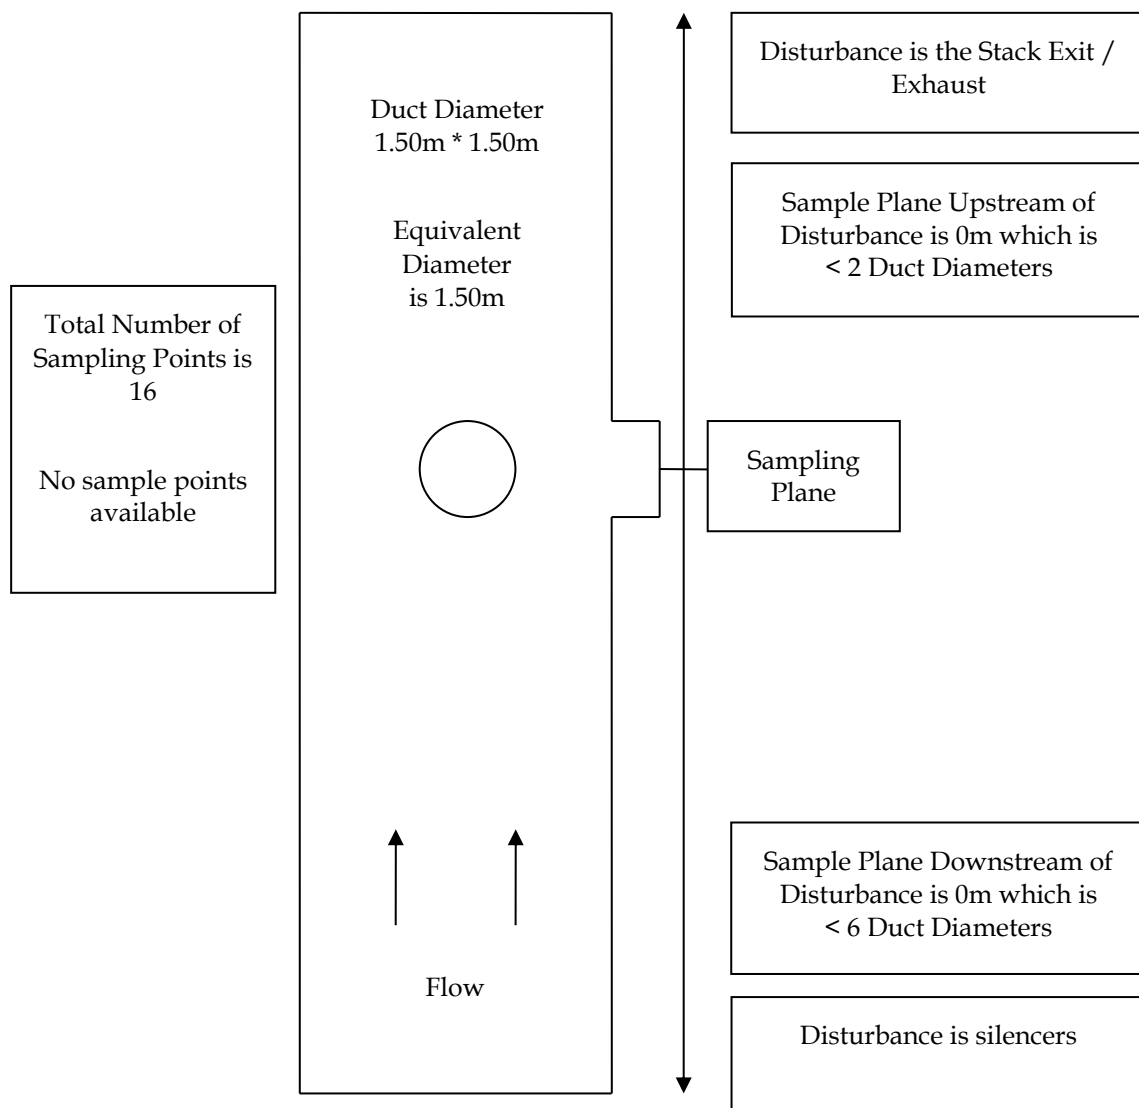 Disturbance is the Stack Exit /
Exhaust
Duct Diameter
1.50m * 1.50m
Sample Plane Upstream of
Disturbance is 0m which is
< 2 Duct Diameters
Equivalent
Diameter
is 1.50m
Total Number of
Sampling Points is
16
No sample points
available
Sampling
Plane
Sample Plane Downstream of
Disturbance is 0m which is
< 6 Duct Diameters
Flow
Disturbance is silencers